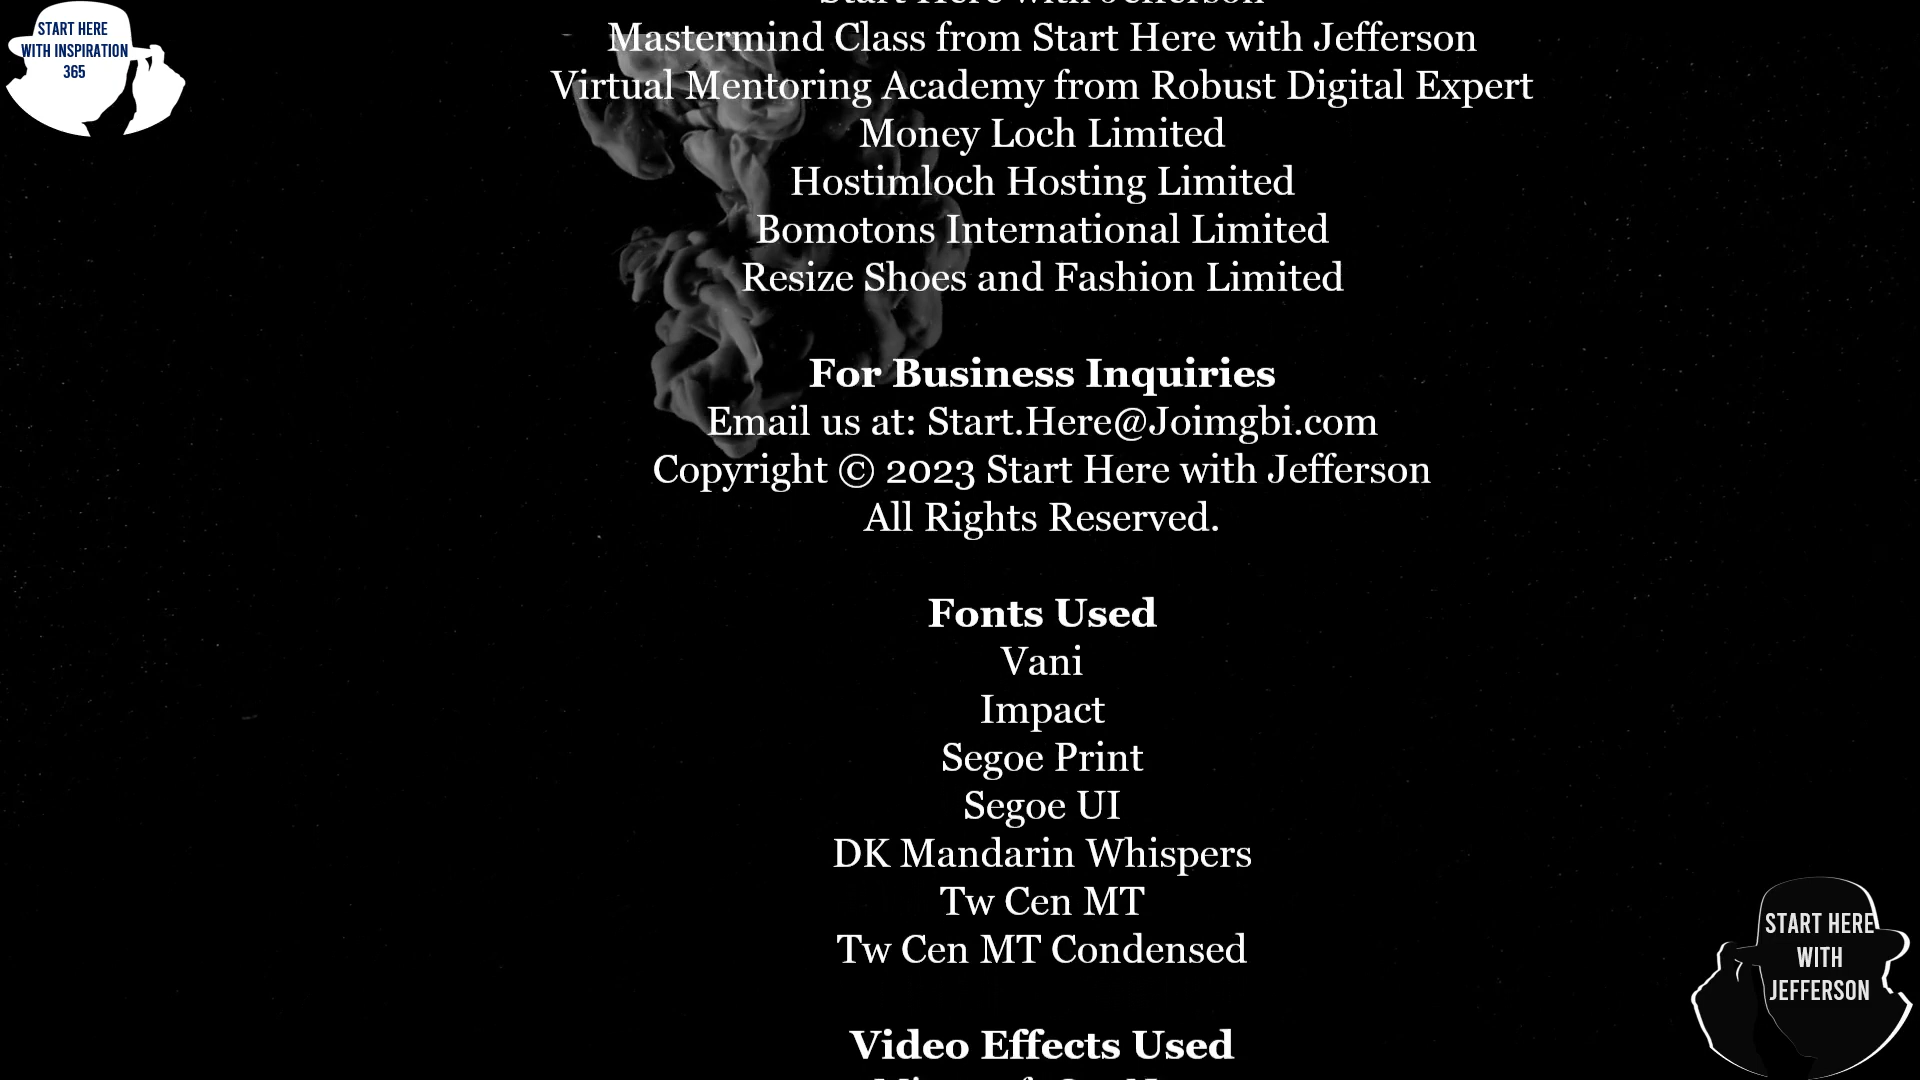 START HERE
WITH INSPIRATION
365
Start Here with Jefferson
Mastermind Class from Start Here with Jefferson
Virtual Mentoring Academy from Robust Digital Expert
Money Loch Limited
Hostimloch Hosting Limited
Bomotons International Limited
Resize Shoes and Fashion Limited
For Business Inquiries
Email us at: Start.Here@Joimgbi.com
Copyright © 2023 Start Here with Jefferson
All Rights Reserved.
Fonts Used
Vani
Impact
Segoe Print
Segoe UI
DK Mandarin Whispers
Tw Cen MT
Tw Cen MT Condensed
Video Effects Used
START HERE
WITH
JEFFERSON